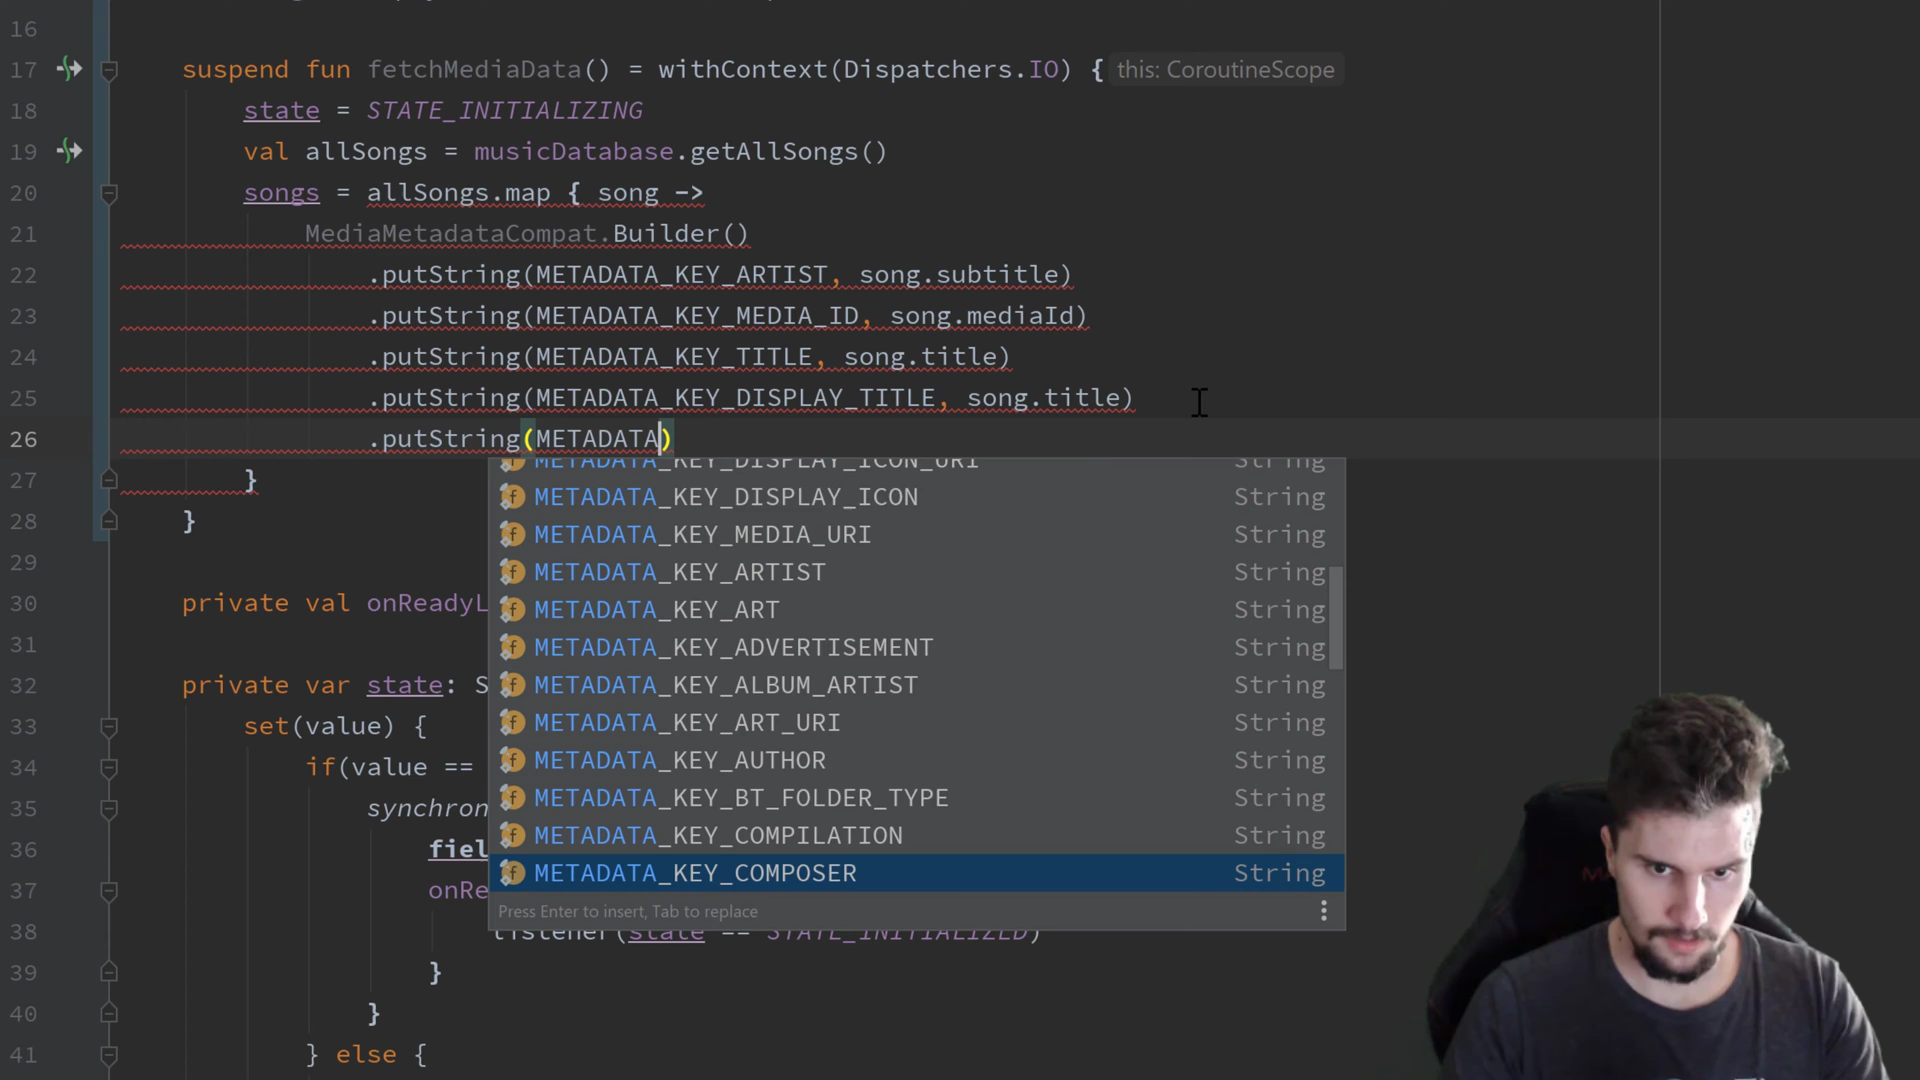 16
17 suspend fun fetchMediaData() = withContext(Dispatchers.IO) { this: CoroutineScope
18 state = STATE_INITIALIZING
19 val allSongs = musicDatabase.getAllSongs()
20 songs = allSongs.map { song ->
21 MediaMetadataCompat.Builder()
22 .putString(METADATA_KEY_ARTIST, song.subtitle)
23 .putString(METADATA_KEY_MEDIA_ID, song.mediaId)
24 .putString(METADATA_KEY_TITLE, song.title)
25 .putString(METADATA_KEY_DISPLAY_TITLE, song.title)
26 .putString(METADATA)
METADATA_KEY_DISPLAY_ICON_URI String
27 }
METADATA_KEY_DISPLAY_ICON String
28 }
METADATA_KEY_MEDIA_URI String
29
METADATA_KEY_ARTIST String
30 private val onReadyL
METADATA_KEY_ART String
31
METADATA_KEY_ADVERTISEMENT String
32 private var state: S
METADATA_KEY_ALBUM_ARTIST String
33 set(value) {
METADATA_KEY_ART_URI String
34 if(value ==
METADATA_KEY_AUTHOR String
35 synchron
METADATA_KEY_BT_FOLDER_TYPE String
36 fiel
METADATA_KEY_COMPILATION String
37 onRe
METADATA_KEY_COMPOSER String
Press Enter to insert, Tab to replace
38 listener(state == STATE_INITIALIZED)
39 }
40 }
41 } else {